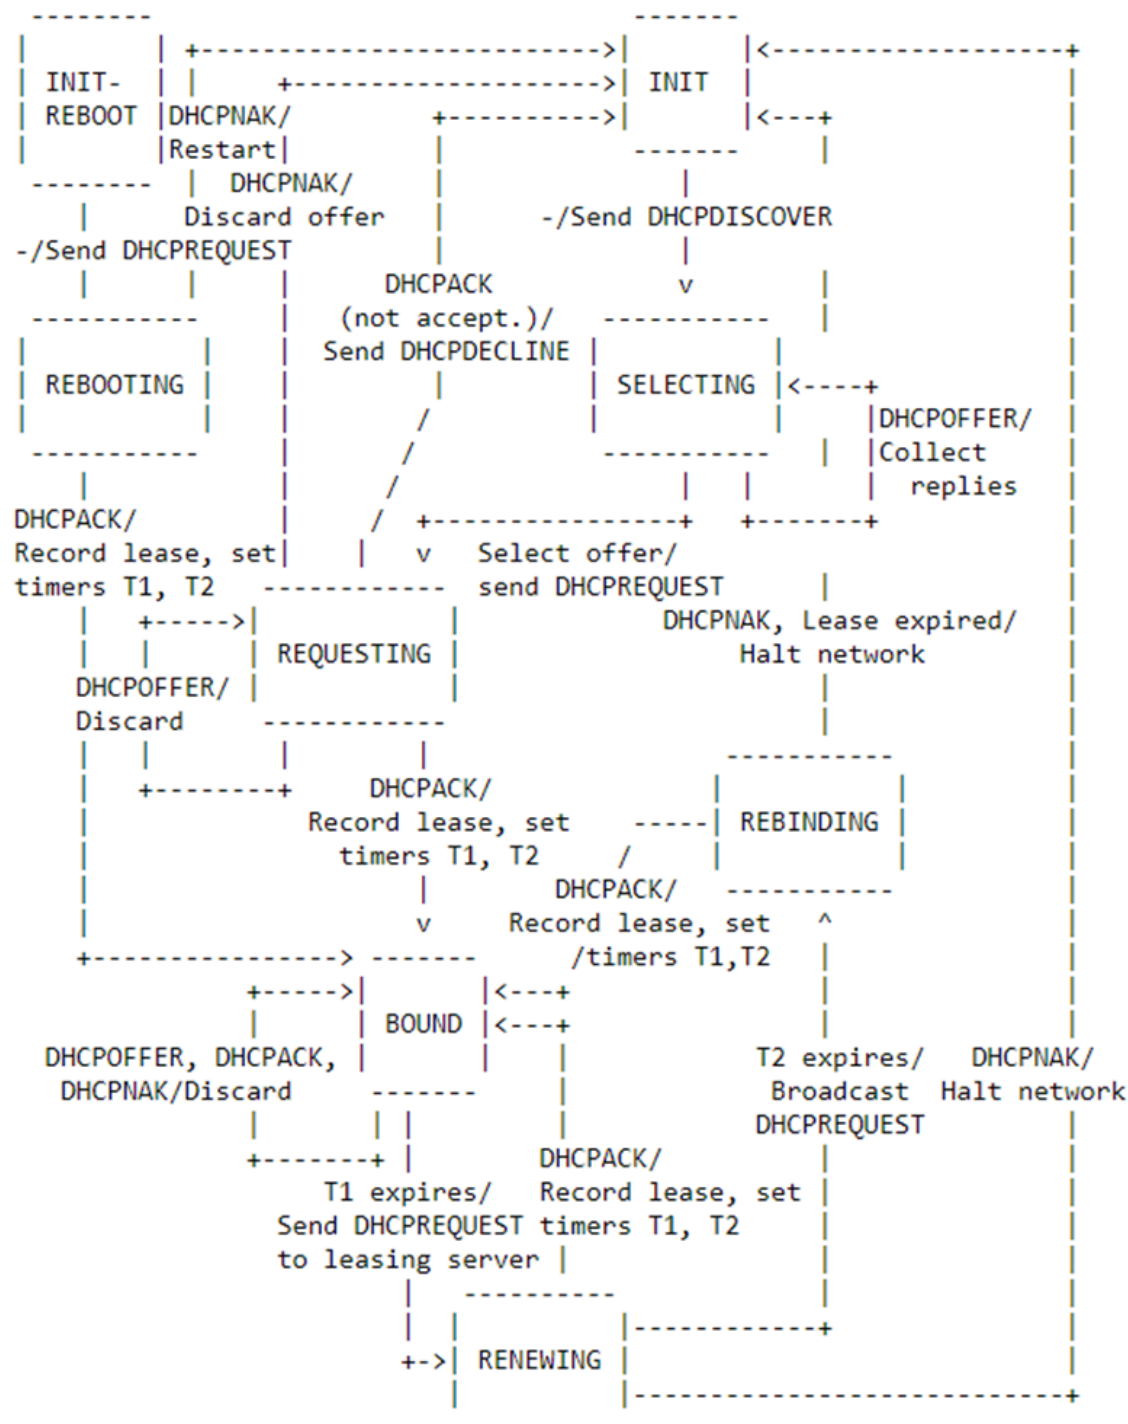 --------                               -------
|        | +-------------------------->|       |<-------------------+
| INIT-  | |     +-------------------->| INIT  |                    |
| REBOOT |DHCPNAK/         +---------->|       |<---+               |
|        |Restart|         |            -------     |               |
 --------  |  DHCPNAK/     |               |                        |
    |      Discard offer   |      -/Send DHCPDISCOVER               |
-/Send DHCPREQUEST         |               |                        |
    |      |     |      DHCPACK            v        |               |
 -----------     |   (not accept.)/   -----------   |               |
|           |    |  Send DHCPDECLINE |           |                  |
| REBOOTING |    |         |         | SELECTING |<----+            |
|           |    |        /          |           |     |DHCPOFFER/  |
 -----------     |       /            -----------   |  |Collect     |
    |            |      /                  |   |       |  replies   |
DHCPACK/         |     /  +----------------+   +-------+            |
Record lease, set|    |   v   Select offer/                         |
timers T1, T2   ------------  send DHCPREQUEST      |               |
    |   +----->|            |             DHCPNAK, Lease expired/   |
    |   |      | REQUESTING |                  Halt network         |
    DHCPOFFER/ |            |                       |               |
    Discard     ------------                        |               |
    |   |        |        |                   -----------           |
    |   +--------+     DHCPACK/              |           |          |
    |              Record lease, set    -----| REBINDING |          |
    |                timers T1, T2     /     |           |          |
    |                     |        DHCPACK/   -----------           |
    |                     v     Record lease, set   ^               |
    +----------------> -------      /timers T1,T2   |               |
               +----->|       |<---+                |               |
               |      | BOUND |<---+                |               |
  DHCPOFFER, DHCPACK, |       |    |            T2 expires/   DHCPNAK/
   DHCPNAK/Discard     -------     |             Broadcast  Halt network
               |       | |         |            DHCPREQUEST         |
               +-------+ |        DHCPACK/          |               |
                    T1 expires/   Record lease, set |               |
                 Send DHCPREQUEST timers T1, T2     |               |
                 to leasing server |                |               |
                         |   ----------             |               |
                         |  |          |------------+               |
                         +->| RENEWING |                            |
                            |          |----------------------------+